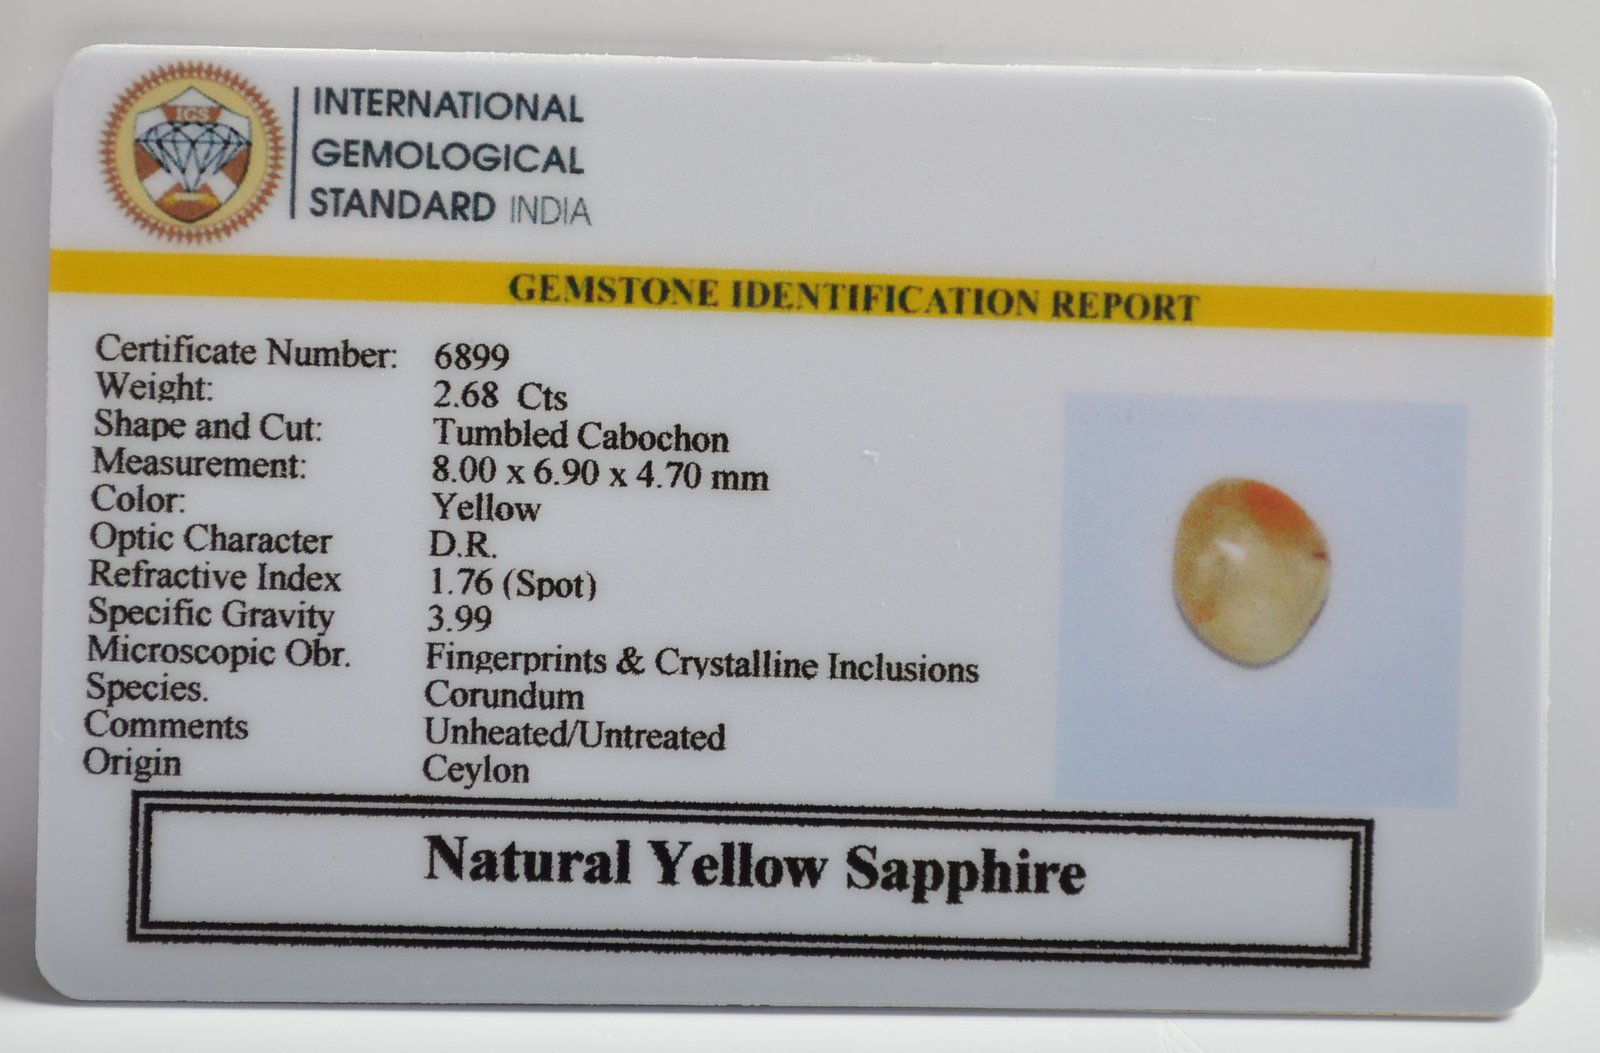 IGS
INTERNATIONAL
GEMOLOGICAL
STANDARD INDIA
GEMSTONE IDENTIFICATION REPORT
Certificate Number: 6899
Weight: 2.68 Cts
Shape and Cut: Tumbled Cabochon
Measurement: 8.00 x 6.90 x 4.70 mm
Color: Yellow
Optic Character D.R.
Refractive Index 1.76 (Spot)
Specific Gravity 3.99
Microscopic Obr. Fingerprints & Crystalline Inclusions
Species. Corundum
Comments Unheated/Untreated
Origin Ceylon
Natural Yellow Sapphire